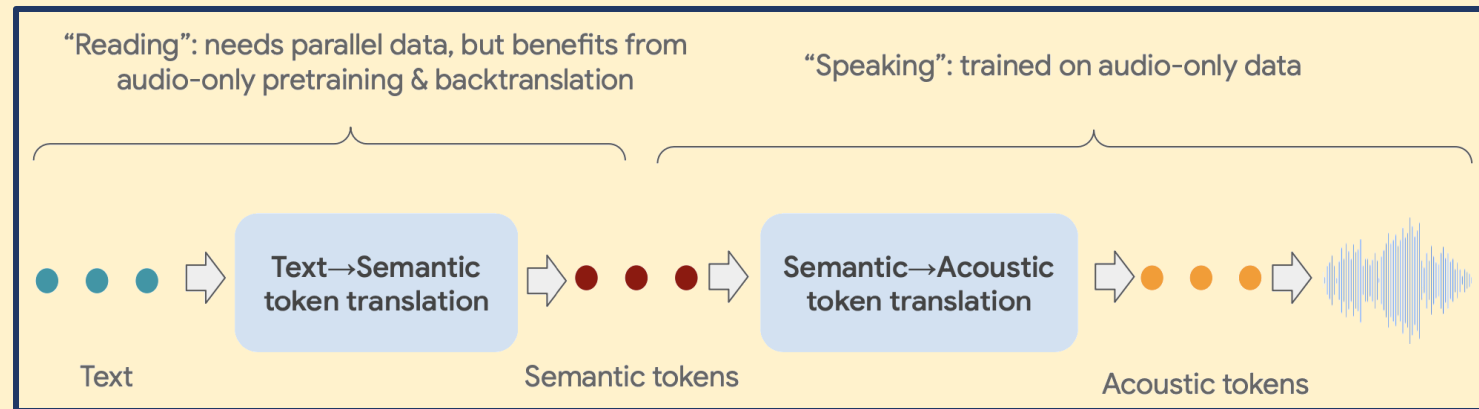 “Reading”: needs parallel data, but benefits from
audio-only pretraining & backtranslation
“Speaking”: trained on audio-only data
Text→Semantic
token translation
Semantic→Acoustic
token translation
Text
Semantic tokens
Acoustic tokens